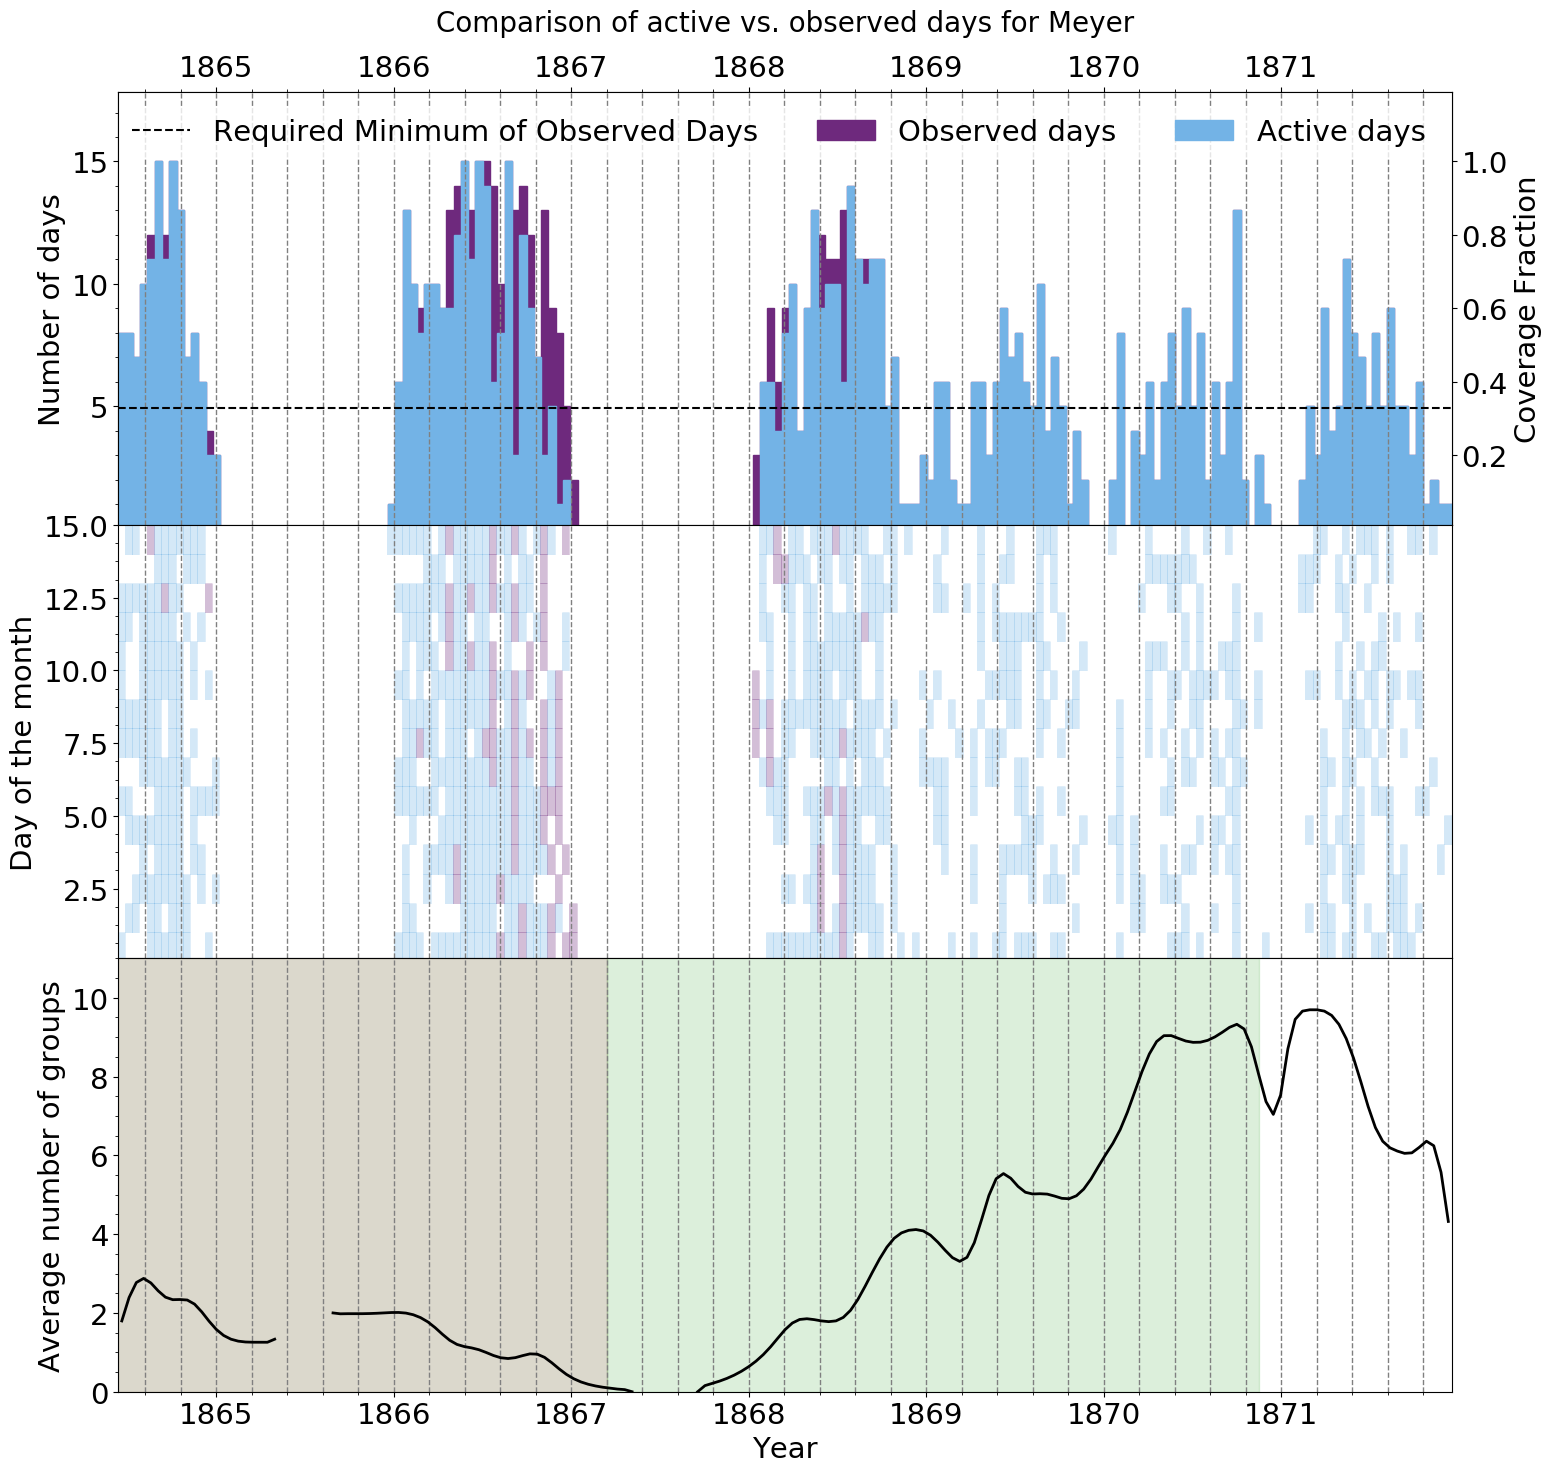 Comparison of active vs. observed days for Meyer
1865 1866 1867 1868 1869 1870 1871
Required Minimum of Observed Days Observed days Active days
Number of days
15
10
5
Coverage Fraction
1.0
0.8
0.6
0.4
0.2
Day of the month
15.0
12.5
10.0
7.5
5.0
2.5
Average number of groups
10
8
6
4
2
0
1865 1866 1867 1868 1869 1870 1871
Year